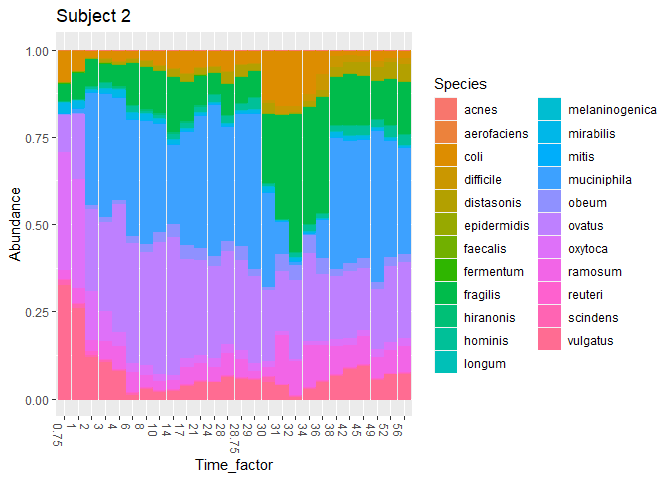 Subject 2
1.00
0.75
0.50
0.25
0.00
Abundance
0.75 1 2 3 4 6 7 8 10 14 17 21 24 28 28.75 29 30 31 32 34 36 38 42 45 49 52 56
Time_factor
Species
acnes
aerofaciens
coli
difficile
distasonis
epidermidis
faecalis
fermentum
fragilis
hiranonis
hominis
longum
melaninogenica
mirabilis
mitis
muciniphila
obeum
ovatus
oxytoca
ramosum
reuteri
scindens
vulgatus